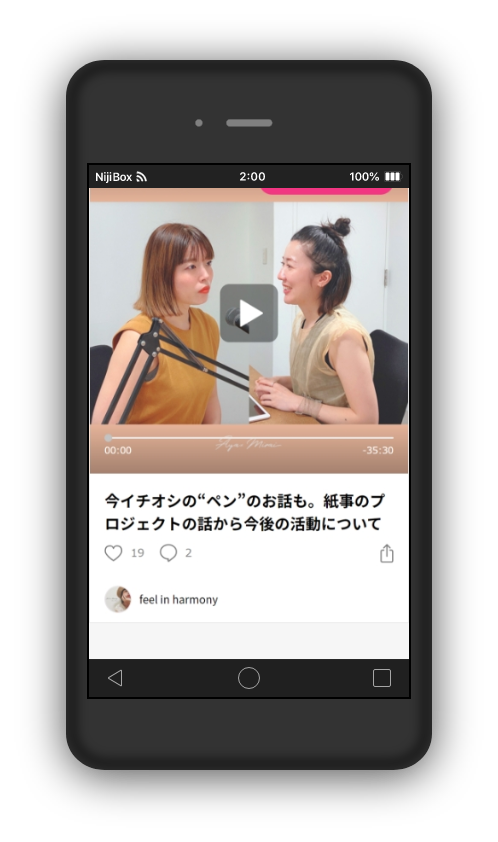 NijiBox 2:00 100%
00:00 -35:30
今イチオシの“ペン”のお話も。紙事のプ
ロジェクトの話から今後の活動について
19 2
feel in harmony